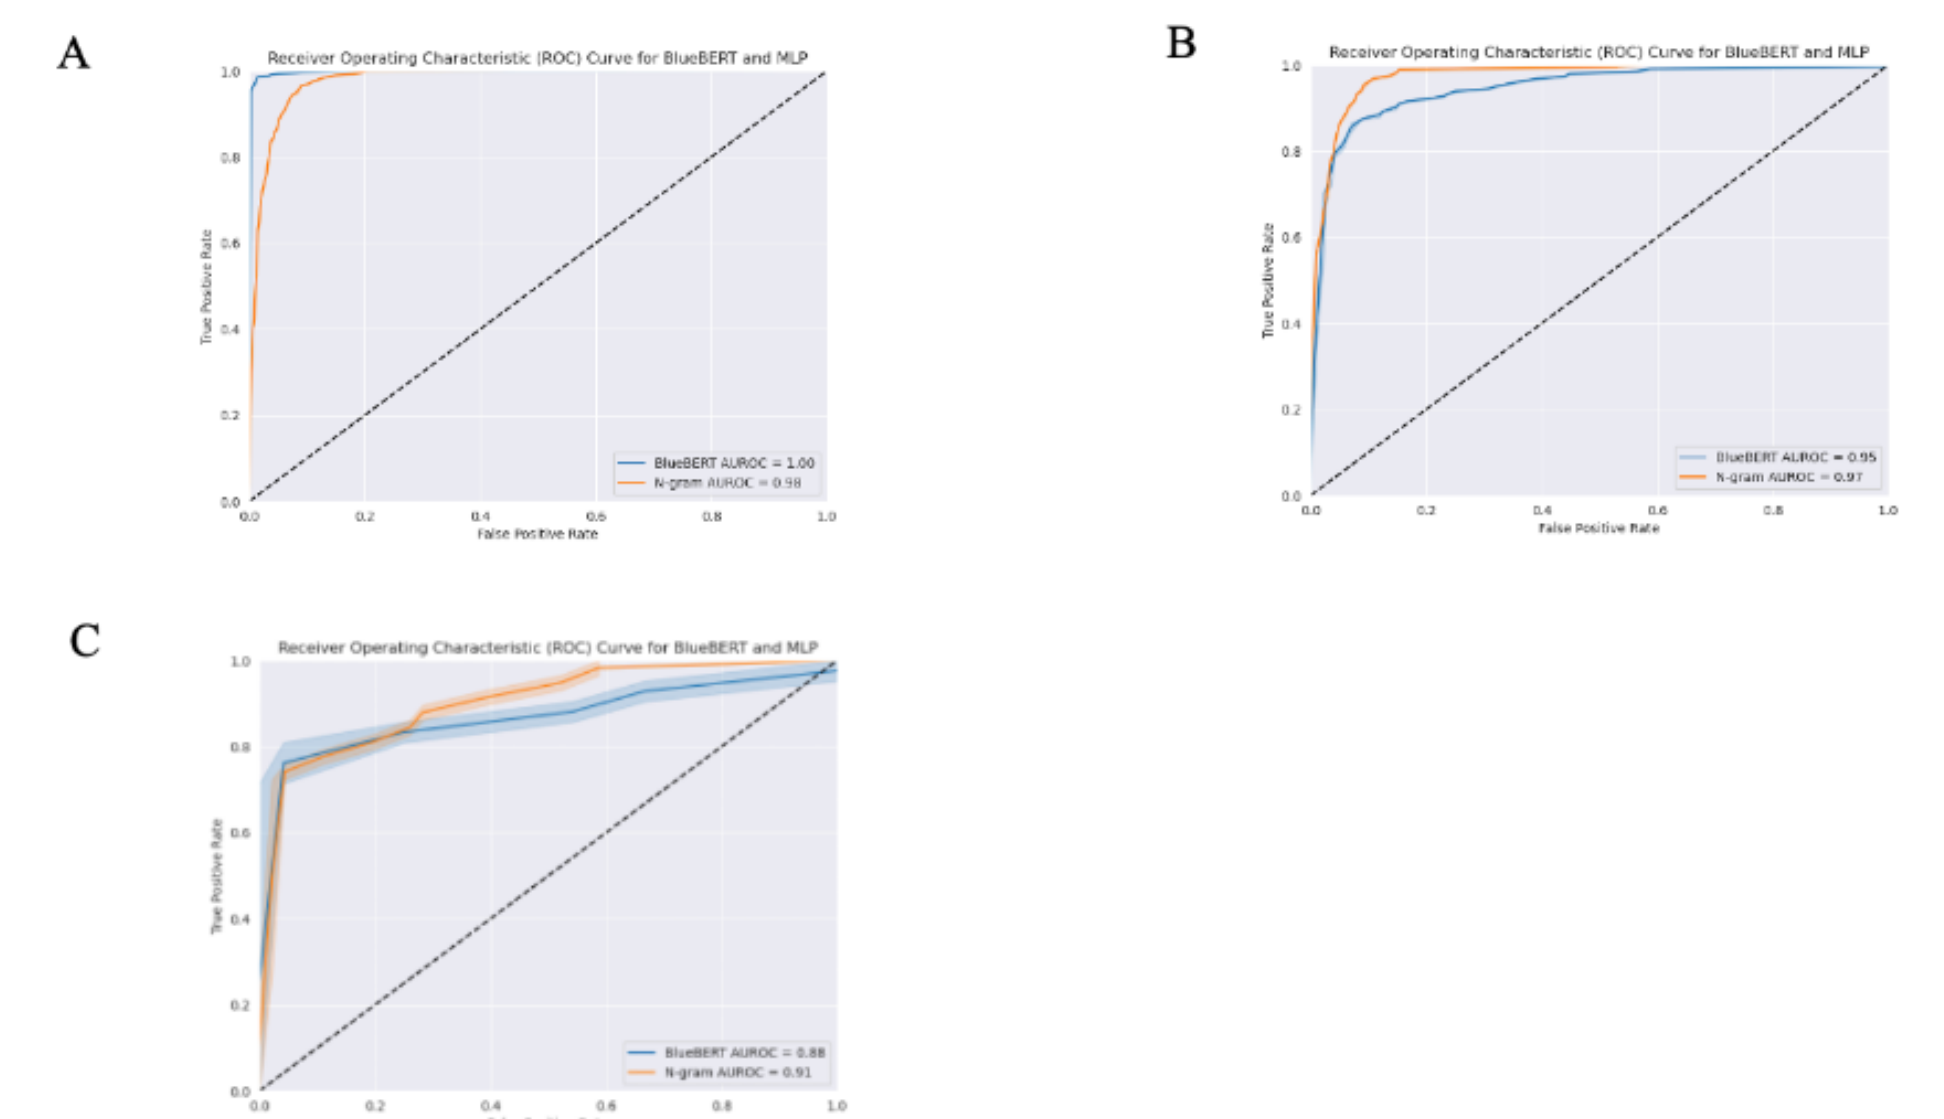 A
Receiver Operating Characteristic (ROC) Curve for BlueBERT and MLP
1.0
0.8
0.6
0.4
0.2
0.0
True Positive Rate
BlueBERT AUROC = 1.00
N-gram AUROC = 0.98
0.0 0.2 0.4 0.6 0.8 1.0
False Positive Rate
B
Receiver Operating Characteristic (ROC) Curve for BlueBERT and MLP
1.0
0.8
0.6
0.4
0.2
0.0
True Positive Rate
BlueBERT AUROC = 0.95
N-gram AUROC = 0.97
0.0 0.2 0.4 0.6 0.8 1.0
False Positive Rate
C
Receiver Operating Characteristic (ROC) Curve for BlueBERT and MLP
1.0
0.8
0.6
0.4
0.2
0.0
True Positive Rate
BlueBERT AUROC = 0.88
N-gram AUROC = 0.91
0.0 0.2 0.4 0.6 0.8 1.0